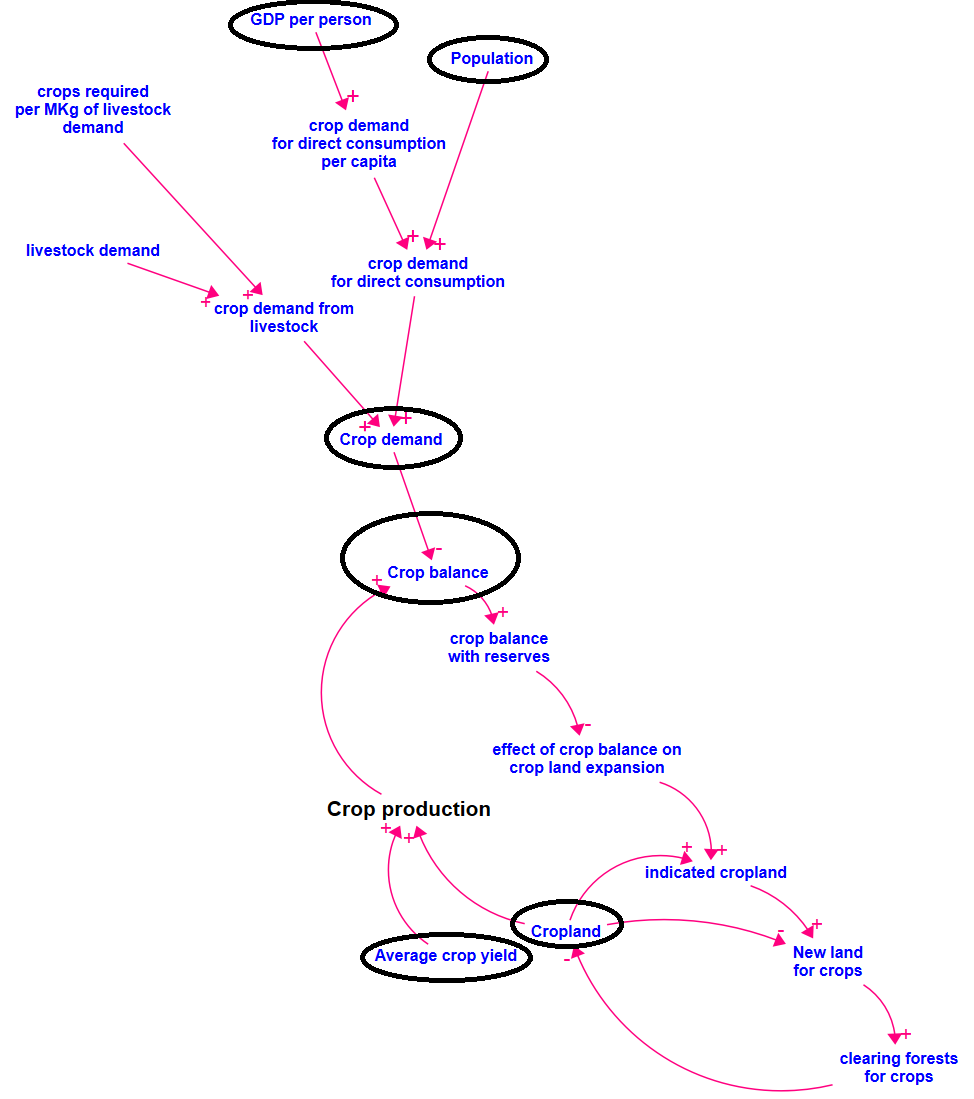 GDP per person
Population
crops required
per MKg of livestock
demand
+
crop demand
for direct consumption
per capita
+
+
livestock demand
crop demand
for direct consumption
+
+
crop demand from
livestock
+
+
Crop demand
-
+
Crop balance
+
crop balance
with reserves
-
effect of crop balance on
crop land expansion
Crop production
+
+
+
+
indicated cropland
+
-
Cropland
Average crop yield
-
New land
for crops
+
clearing forests
for crops